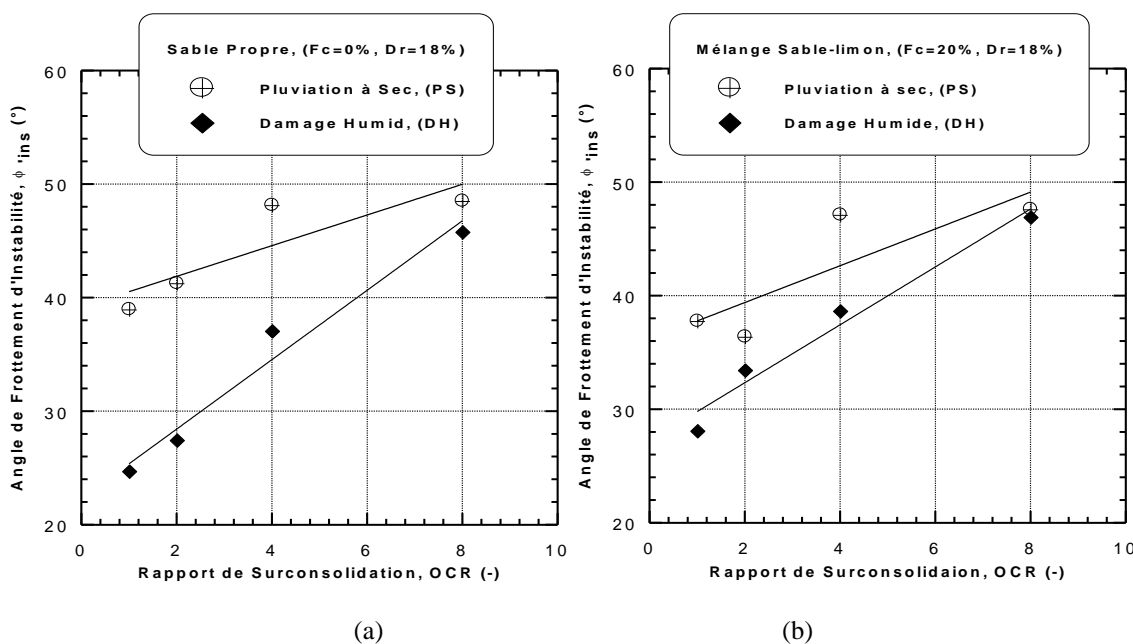 Sable Propre, (Fc=0%, Dr=18%)
Pluviation à Sec, (PS)
Damage Humid, (DH)
60
50
40
30
20
Angle de Frottement d'Instabilité, ϕ'ins (°)
0 2 4 6 8 10
Rapport de Surconsolidation, OCR (-)
(a)
Mélange Sable-limon, (Fc=20%, Dr=18%)
Pluviation à sec, (PS)
Damage Humide, (DH)
60
50
40
30
20
Angle de Frottement d'Instabilité, ϕ'ins (°)
0 2 4 6 8 10
Rapport de Surconsolidaion, OCR (-)
(b)